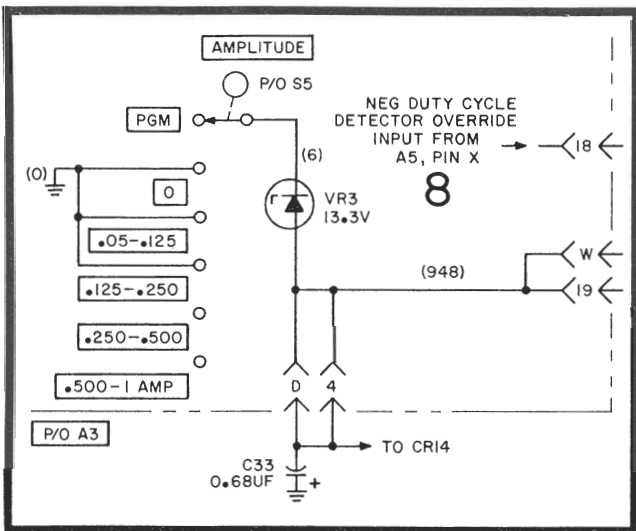 AMPLITUDE
P/O S5
PGM
(0)
0
.05-.125
.125-.250
.250-.500
.500-1 AMP
(6)
VR3
13.3V
NEG DUTY CYCLE
DETECTOR OVERRIDE
INPUT FROM
A5, PIN X
8
18
W
19
(948)
D 4
P/O A3
TO CR14
C33
0.68UF
+